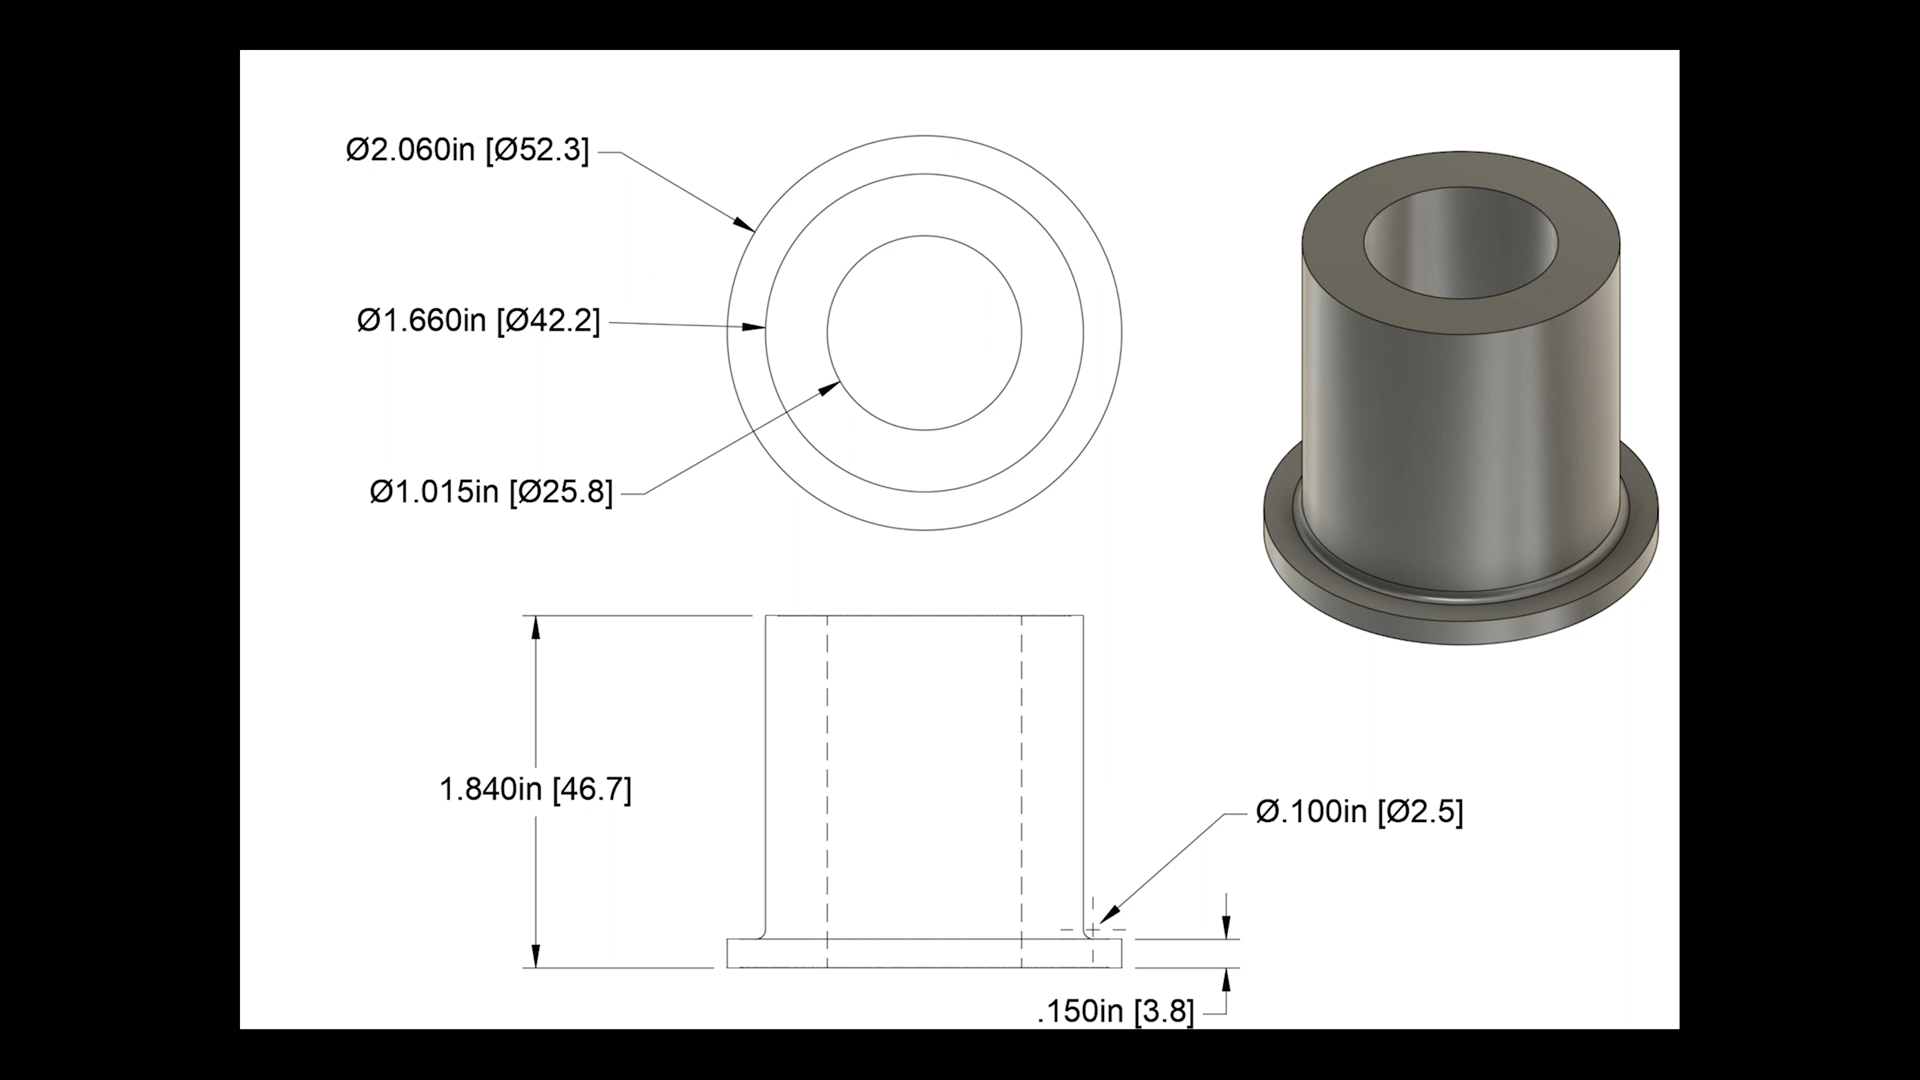 Ø2.060in [Ø52.3]
Ø1.660in [Ø42.2]
Ø1.015in [Ø25.8]
1.840in [46.7]
Ø.100in [Ø2.5]
.150in [3.8]